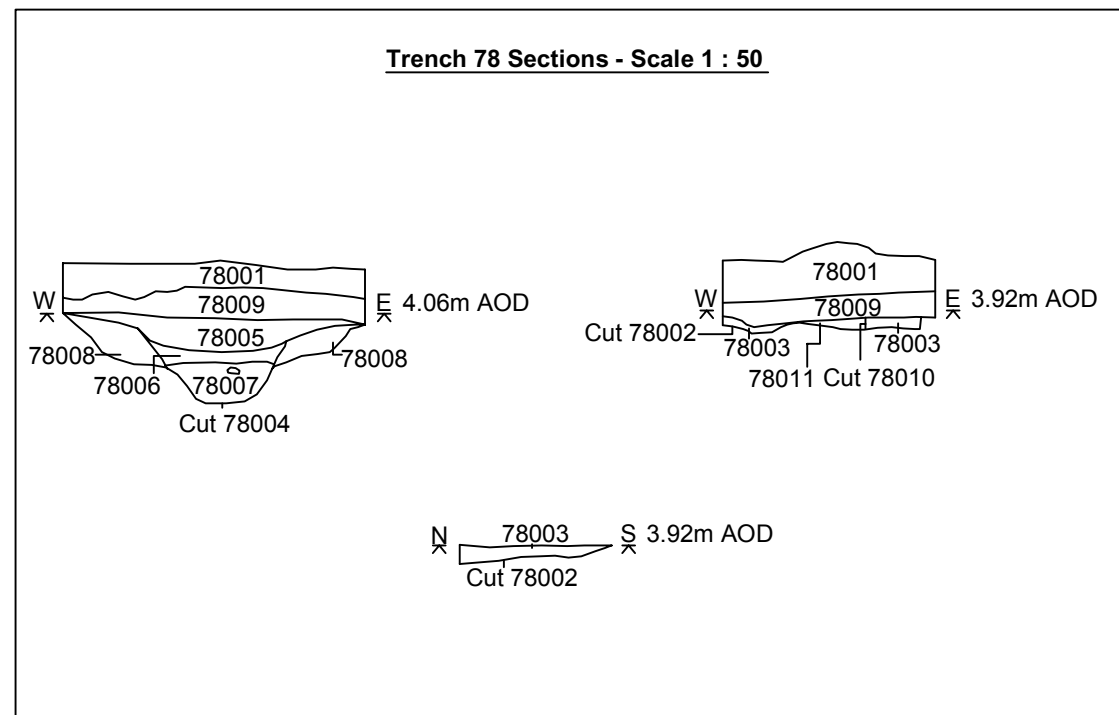 Trench 78 Sections - Scale 1 : 50
78001
W
78009
E 4.06m AOD
78005
78008
78008
78006
78007
Cut 78004
78001
W
78009
E 3.92m AOD
Cut 78002
78003
78003
78011
Cut 78010
N
78003
S 3.92m AOD
Cut 78002